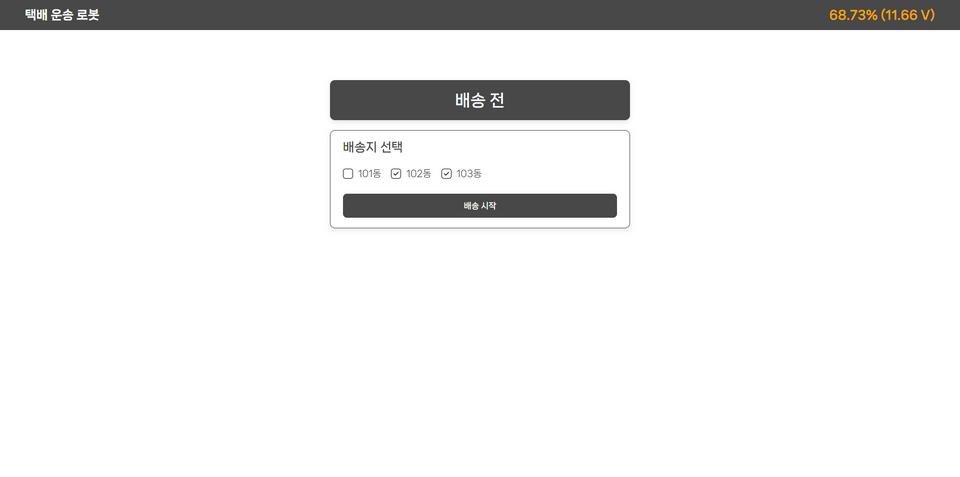 택배 운송 로봇
68.73% (11.66 V)
배송 전
배송지 선택
101동 102동 103동
배송 시작